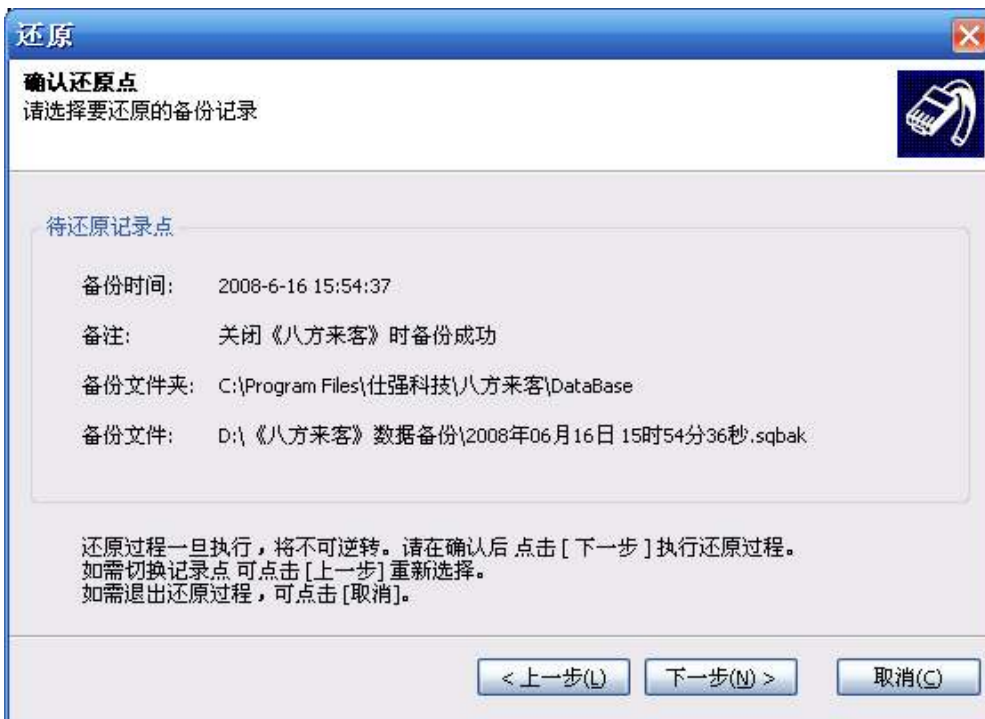 还原
确认还原点
请选择要还原的备份记录
待还原记录点
备份时间: 2008-6-16 15:54:37
备注: 关闭《八方来客》时备份成功
备份文件夹: C:\Program Files\仕强科技\八方来客\DataBase
备份文件: D:\《八方来客》数据备份\2008年06月16日 15时54分36秒.sqbak
还原过程一旦执行，将不可逆转。请在确认后 点击 [ 下一步 ] 执行还原过程。
如需切换记录点 可点击 [上一步] 重新选择。
如需退出还原过程，可点击 [取消]。
< 上一步(L) 下一步(N) > 取消(C)